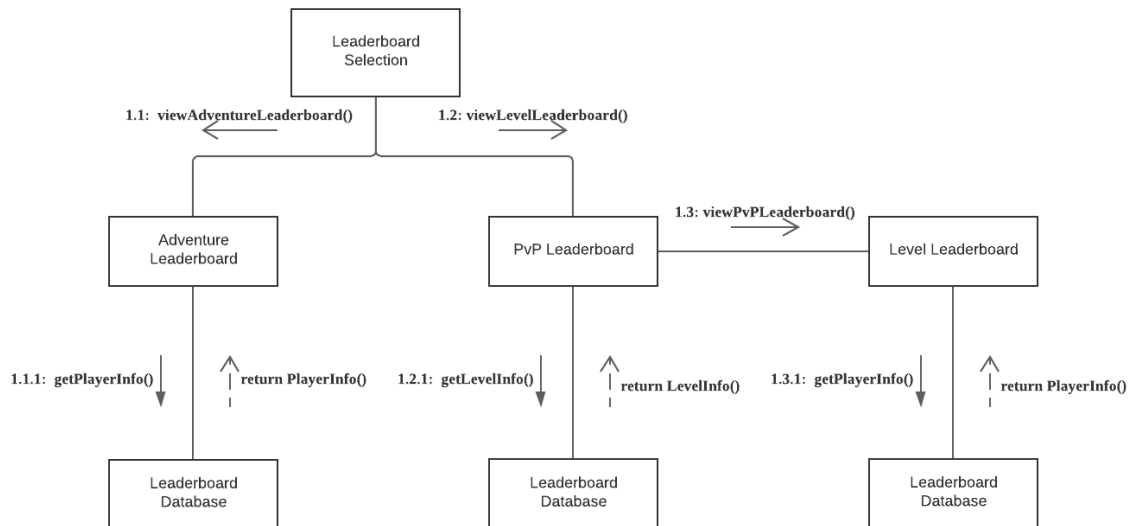 Leaderboard
Selection
1.1:  viewAdventureLeaderboard()
1.2: viewLevelLeaderboard()
1.3: viewPvPLeaderboard()
Adventure
Leaderboard
PvP Leaderboard
Level Leaderboard
1.1.1:  getPlayerInfo()
return PlayerInfo()
1.2.1:  getLevelInfo()
return LevelInfo()
1.3.1:  getPlayerInfo()
return PlayerInfo()
Leaderboard
Database
Leaderboard
Database
Leaderboard
Database